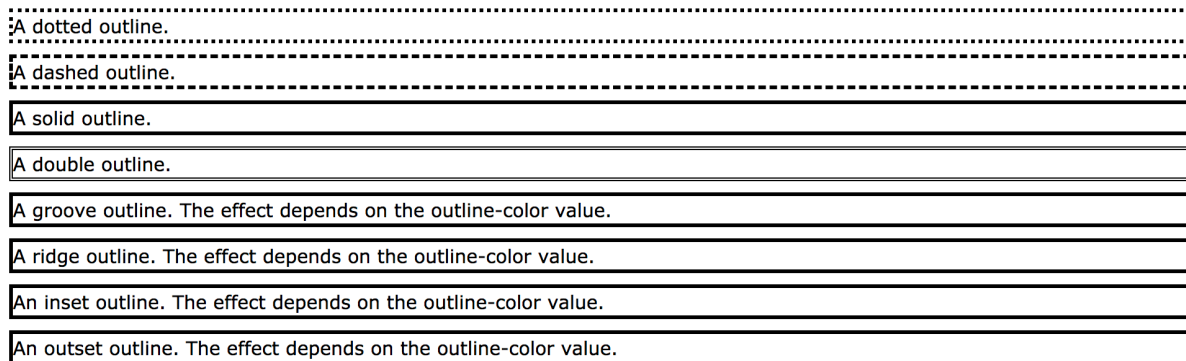 A dotted outline.
A dashed outline.
A solid outline.
A double outline.
A groove outline. The effect depends on the outline-color value.
A ridge outline. The effect depends on the outline-color value.
An inset outline. The effect depends on the outline-color value.
An outset outline. The effect depends on the outline-color value.